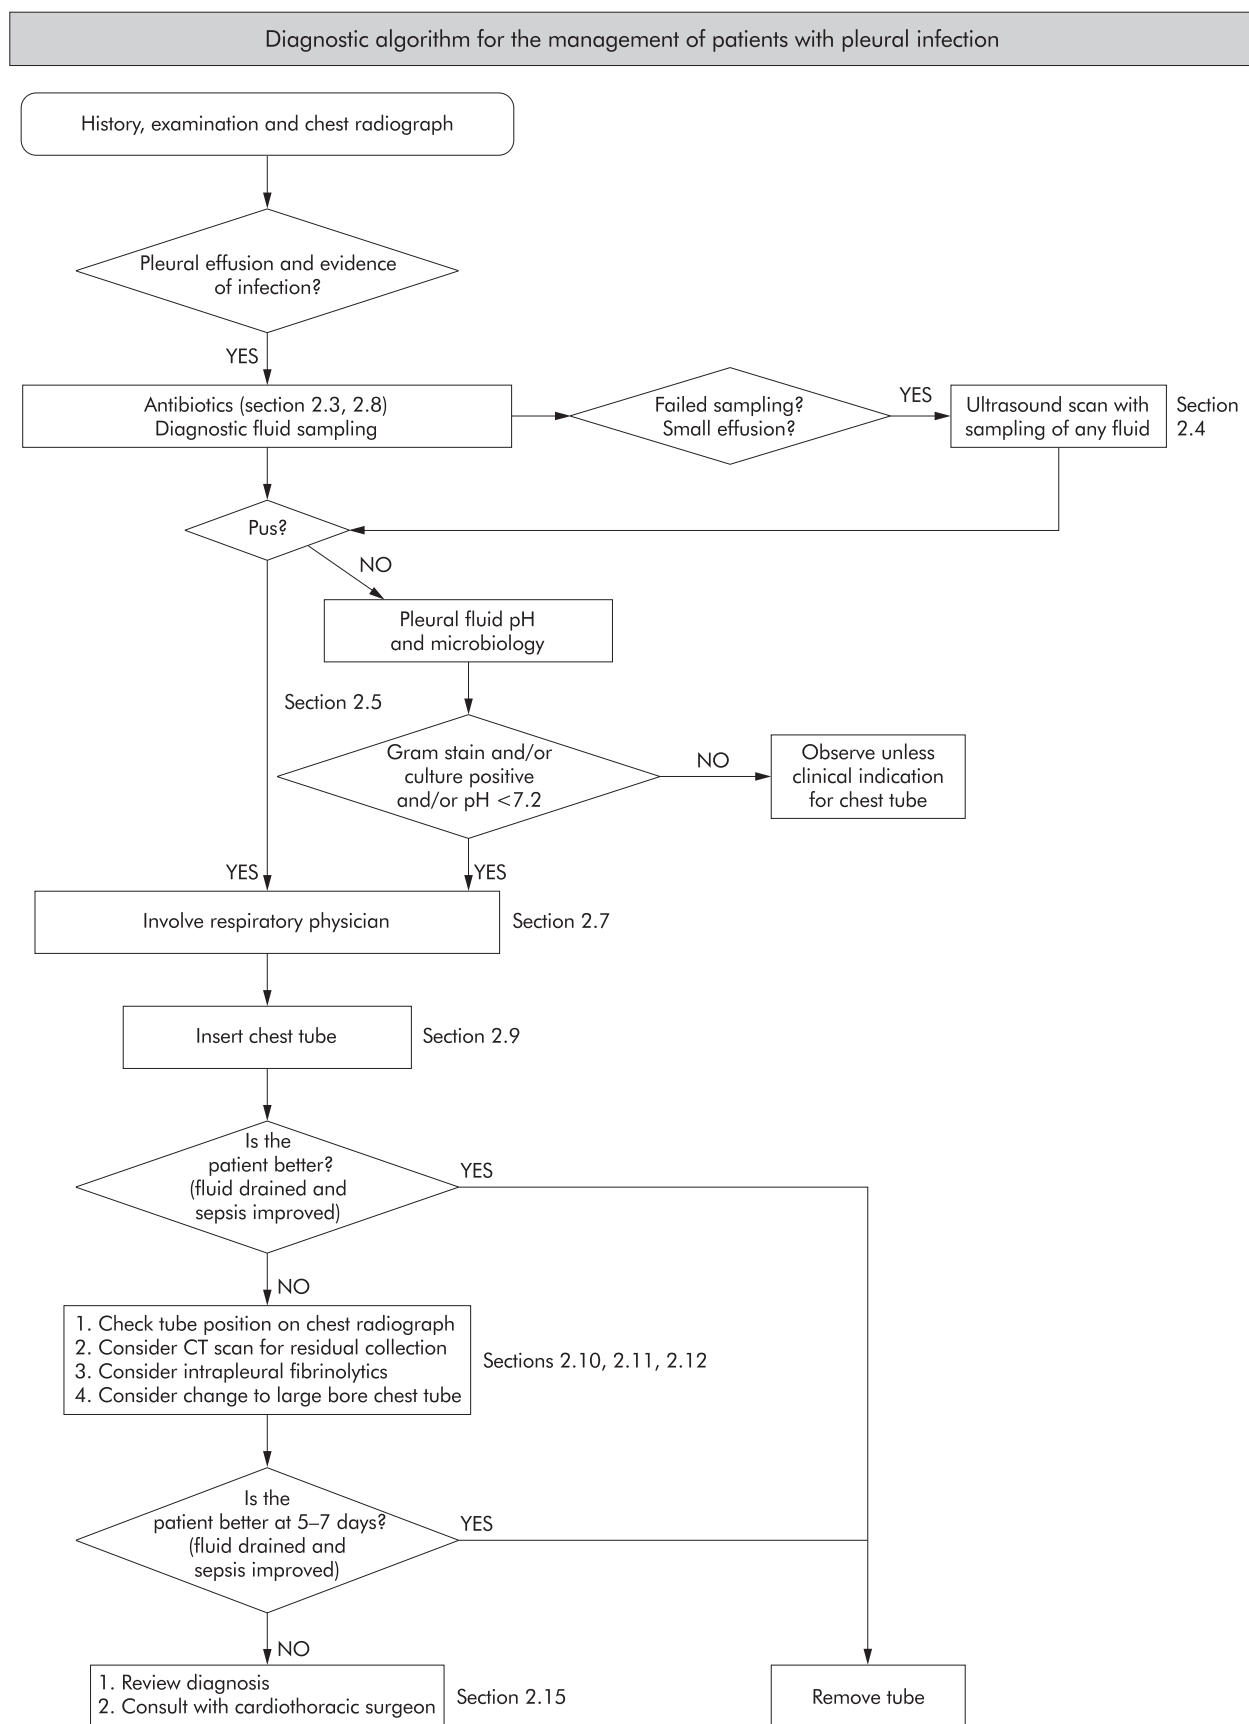 Diagnostic algorithm for the management of patients with pleural infection
History, examination and chest radiograph
Pleural effusion and evidence
of infection?
YES
Antibiotics (section 2.3, 2.8)
Diagnostic fluid sampling
Failed sampling?
Small effusion?
YES
Ultrasound scan with
sampling of any fluid
Section
2.4
Pus?
NO
Pleural fluid pH
and microbiology
Section 2.5
Gram stain and/or
culture positive
and/or pH <7.2
NO
Observe unless
clinical indication
for chest tube
YES
YES
Involve respiratory physician
Section 2.7
Insert chest tube
Section 2.9
Is the
patient better?
(fluid drained and
sepsis improved)
YES
NO
1. Check tube position on chest radiograph
2. Consider CT scan for residual collection
3. Consider intrapleural fibrinolytics
4. Consider change to large bore chest tube
Sections 2.10, 2.11, 2.12
Is the
patient better at 5–7 days?
(fluid drained and
sepsis improved)
YES
NO
1. Review diagnosis
2. Consult with cardiothoracic surgeon
Section 2.15
Remove tube